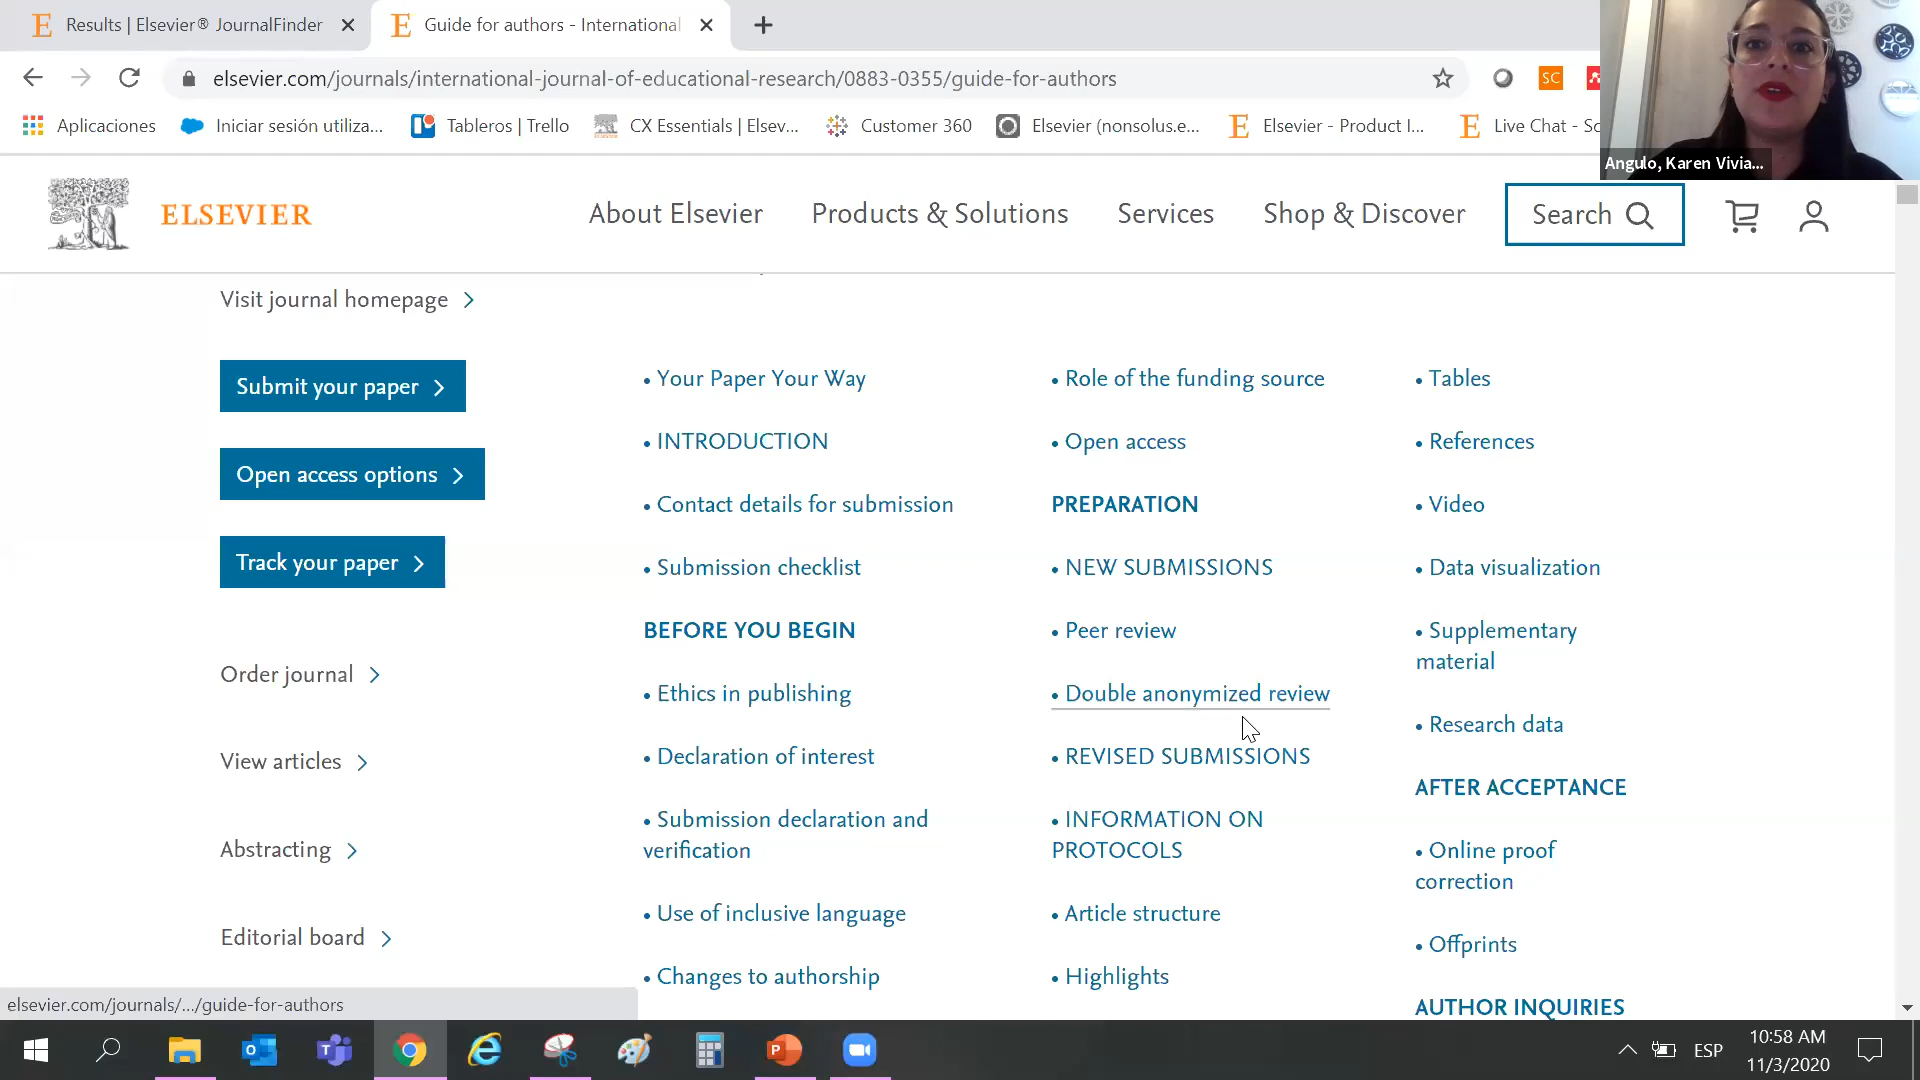 Results | Elsevier® JournalFinder
Guide for authors - International
elsevier.com/journals/international-journal-of-educational-research/0883-0355/guide-for-authors
SC
Aplicaciones
Iniciar sesión utiliza...
Tableros | Trello
CX Essentials | Elsev...
Customer 360
Elsevier (nonsolus.e...
Elsevier - Product I...
Live Chat - Sc
Angulo, Karen Vivia...
ELSEVIER
About Elsevier
Products & Solutions
Services
Shop & Discover
Search
Visit journal homepage
Submit your paper
Open access options
Track your paper
Order journal
View articles
Abstracting
Editorial board
• Your Paper Your Way
• INTRODUCTION
• Contact details for submission
• Submission checklist
BEFORE YOU BEGIN
• Ethics in publishing
• Declaration of interest
• Submission declaration and
verification
• Use of inclusive language
• Changes to authorship
• Role of the funding source
• Open access
PREPARATION
• NEW SUBMISSIONS
• Peer review
• Double anonymized review
• REVISED SUBMISSIONS
• INFORMATION ON
PROTOCOLS
• Article structure
• Highlights
• Tables
• References
• Video
• Data visualization
• Supplementary
material
• Research data
AFTER ACCEPTANCE
• Online proof
correction
• Offprints
AUTHOR INQUIRIES
elsevier.com/journals/.../guide-for-authors
ESP
10:58 AM
11/3/2020